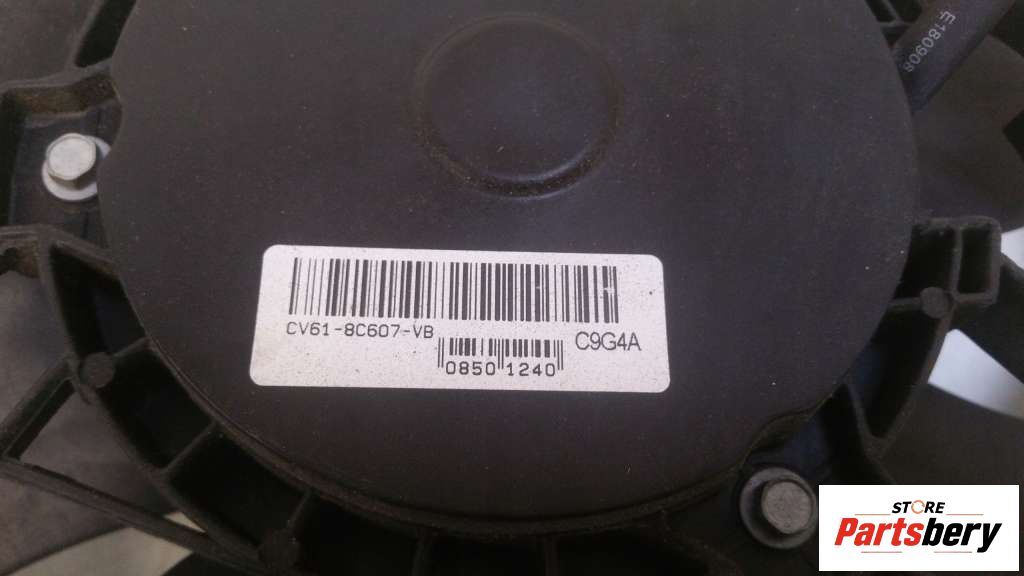 E180908
CV61-8C607-VB
C9G4A
0850 1240
STORE
Partsbery